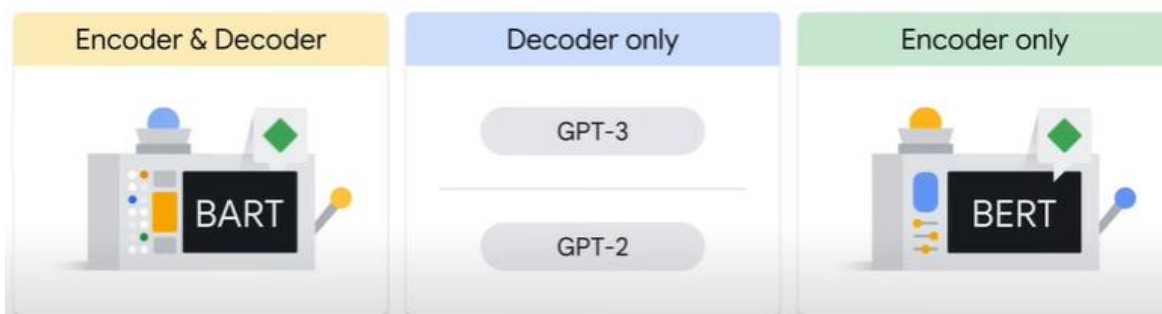 Encoder & Decoder
BART
Decoder only
GPT-3
GPT-2
Encoder only
BERT